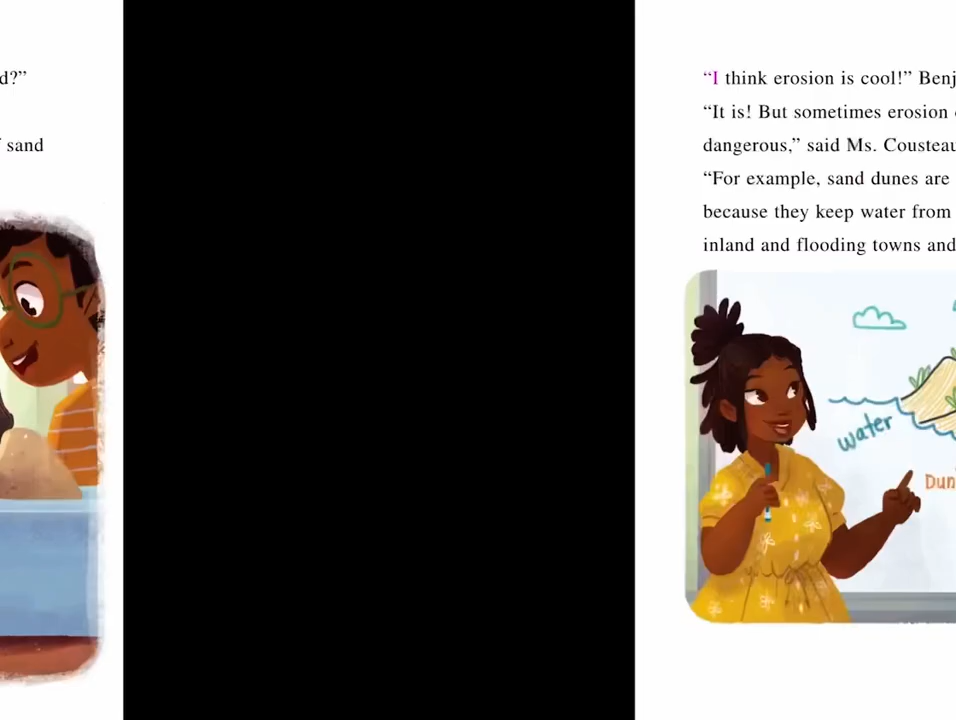 d?”
sand
“I think erosion is cool!” Benj
“It is! But sometimes erosion
dangerous,” said Ms. Cousteau
“For example, sand dunes are
because they keep water from
inland and flooding towns and
water
Dun